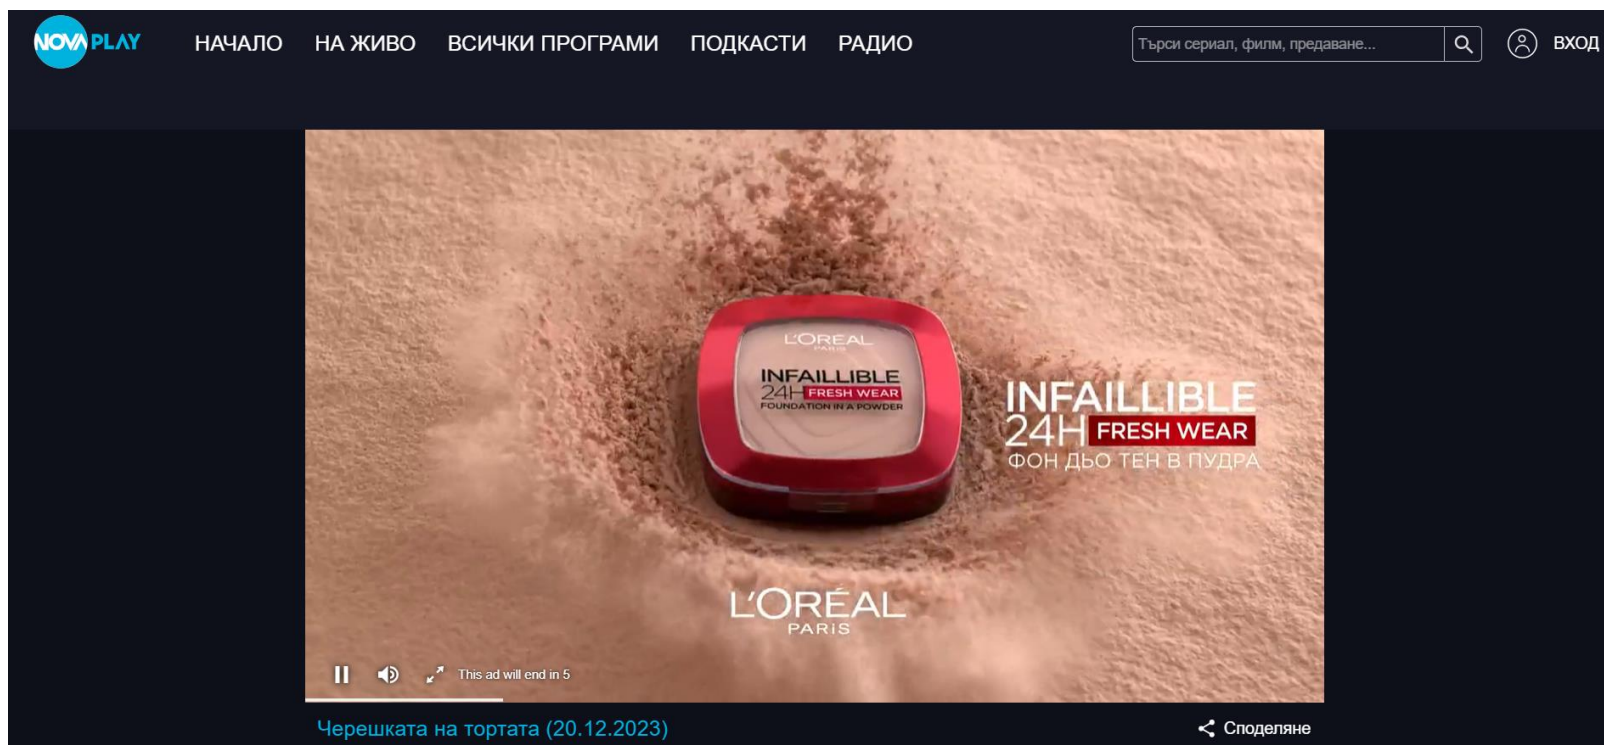 NOVA PLAY
НАЧАЛО НА ЖИВО ВСИЧКИ ПРОГРАМИ ПОДКАСТИ РАДИО
Търси сериал, филм, предаване...
ВХОД
L'ORÉAL
PARIS
INFAILLIBLE
24H FRESH WEAR
FOUNDATION IN A POWDER
INFAILLIBLE
24H FRESH WEAR
ФОН ДЬО ТЕН В ПУДРА
L'ORÉAL
PARIS
This ad will end in 5
Черешката на тортата (20.12.2023)
Споделяне